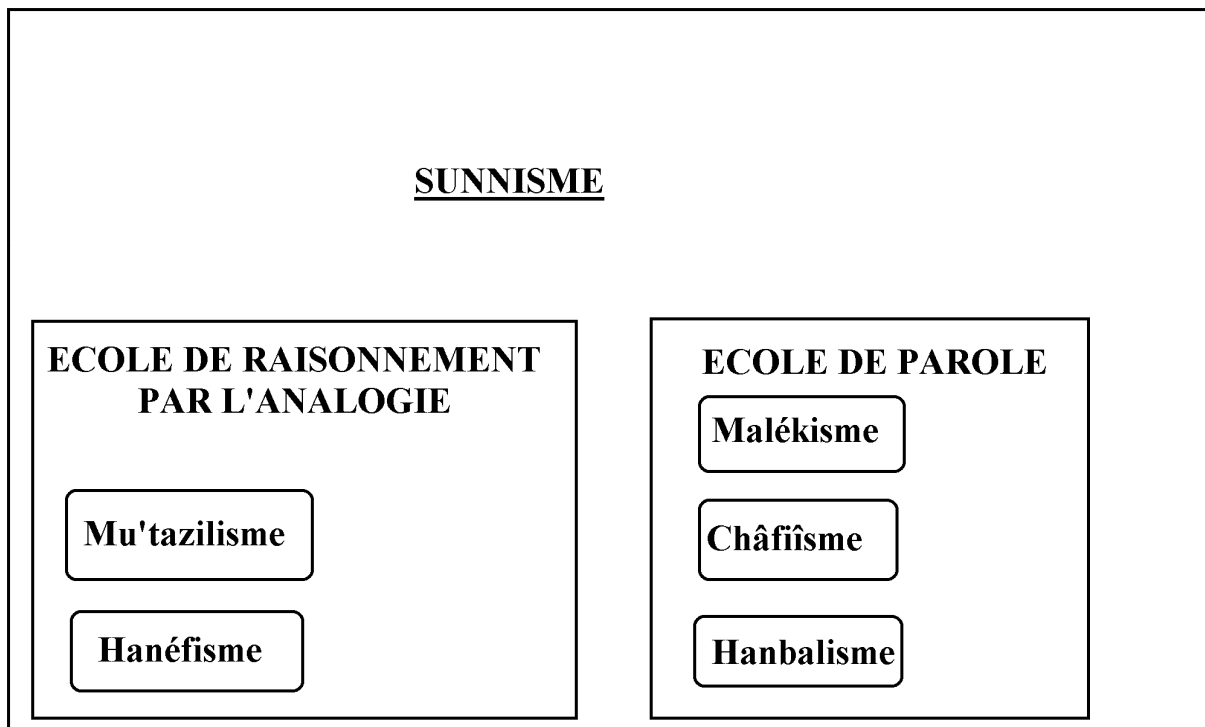 SUNNISME
ECOLE DE RAISONNEMENT
PAR L'ANALOGIE
Mu'tazilisme
Hanéfisme
ECOLE DE PAROLE
Malékisme
Châfiîsme
Hanbalisme